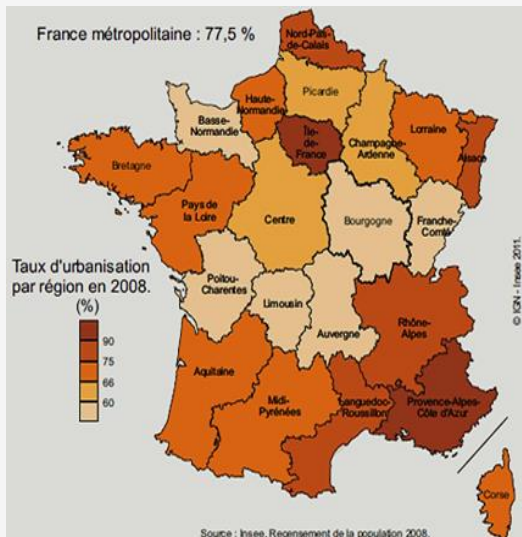 France métropolitaine : 77,5 %
Nord-Pas-
de-Calais
Picardie
Haute-
Normandie
Basse-
Normandie
Île-
de-
France
Champagne-
Ardenne
Lorraine
Alsace
Bretagne
Pays de
la Loire
Centre
Bourgogne
Franche-
Comté
Poitou-
Charentes
Limousin
Auvergne
Rhône-
Alpes
Aquitaine
Midi-
Pyrénées
Languedoc-
Roussillon
Provence-Alpes-
Côte d'Azur
Corse
Taux d'urbanisation
par région en 2008.
(%)
90
75
66
60
© IGN - Insee 2011.
Source : Insee, Recensement de la population 2008.